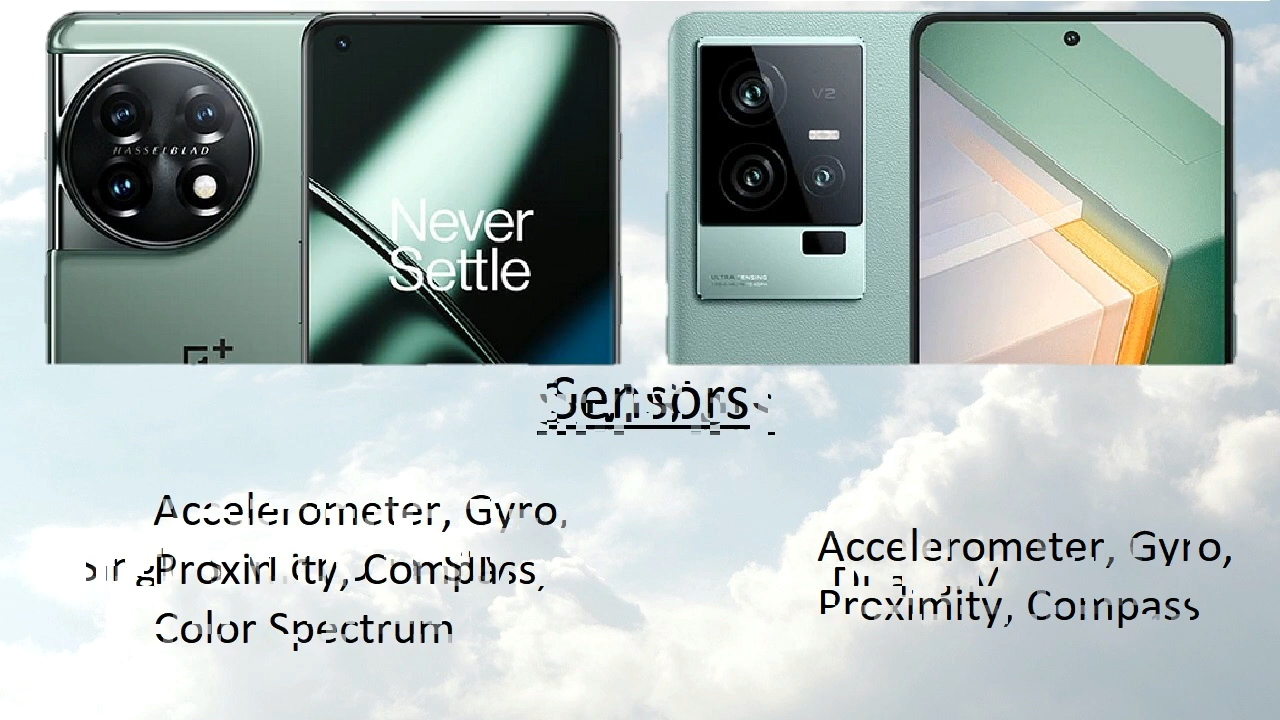 HASSELBLAD
Never
Settle
V2
Sensors
Accelerometer, Gyro,
Proximity, Compass,
Color Spectrum
Accelerometer, Gyro,
Proximity, Compass